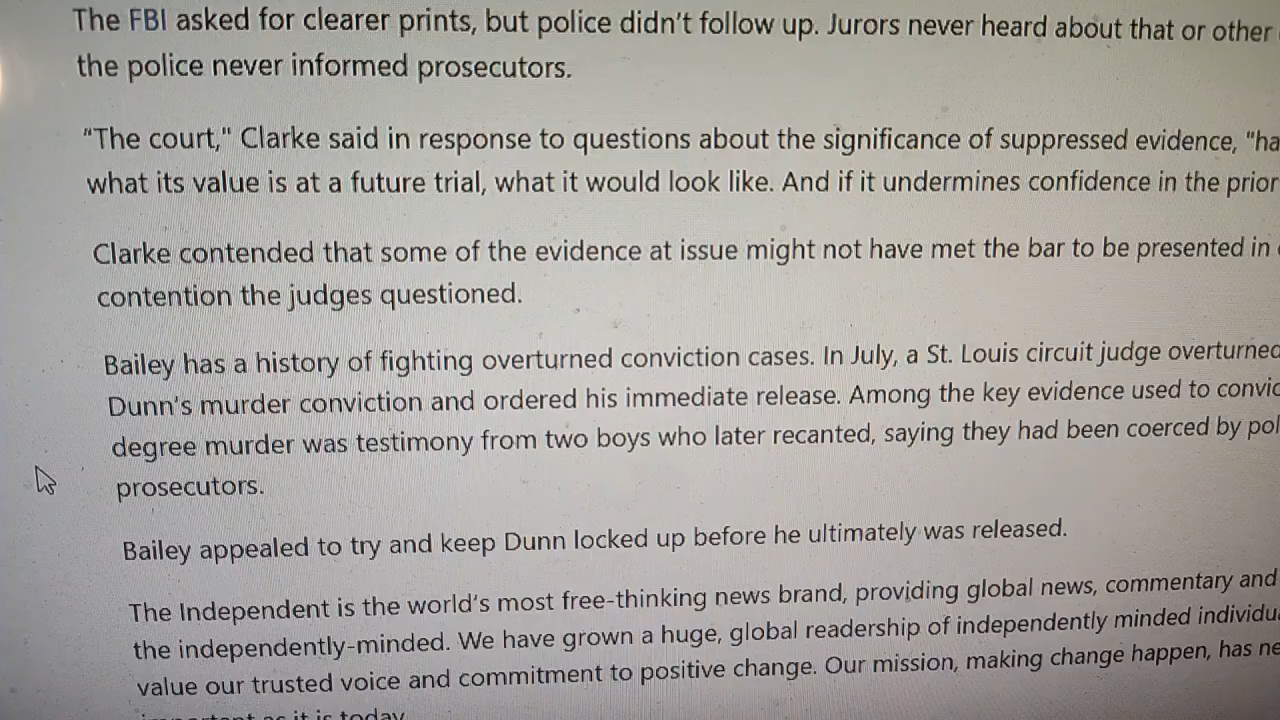 The FBI asked for clearer prints, but police didn't follow up. Jurors never heard about that or other
the police never informed prosecutors.
"The court," Clarke said in response to questions about the significance of suppressed evidence, "ha
what its value is at a future trial, what it would look like. And if it undermines confidence in the prior
Clarke contended that some of the evidence at issue might not have met the bar to be presented in
contention the judges questioned.
Bailey has a history of fighting overturned conviction cases. In July, a St. Louis circuit judge overturned
Dunn's murder conviction and ordered his immediate release. Among the key evidence used to convic
degree murder was testimony from two boys who later recanted, saying they had been coerced by pol
prosecutors.
Bailey appealed to try and keep Dunn locked up before he ultimately was released.
The Independent is the world's most free-thinking news brand, providing global news, commentary and
the independently-minded. We have grown a huge, global readership of independently minded individu
value our trusted voice and commitment to positive change. Our mission, making change happen, has ne
important as it is today